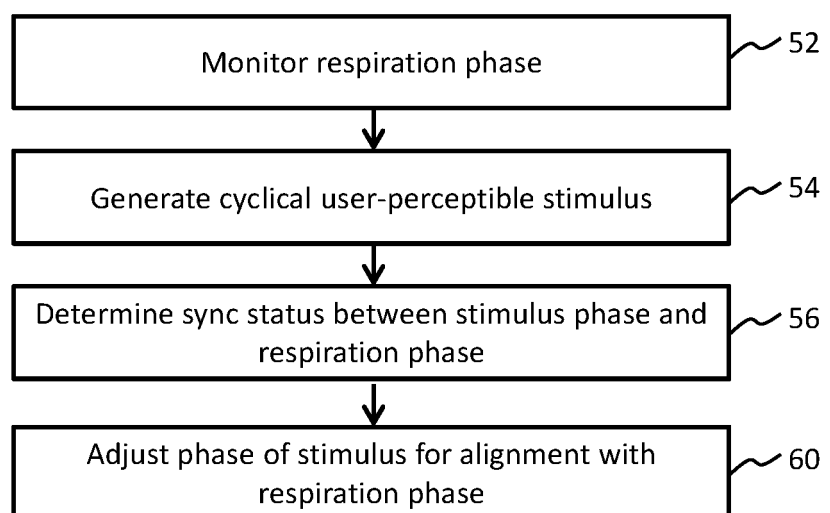 Monitor respiration phase
52
Generate cyclical user-perceptible stimulus
54
Determine sync status between stimulus phase and
respiration phase
56
Adjust phase of stimulus for alignment with
respiration phase
60